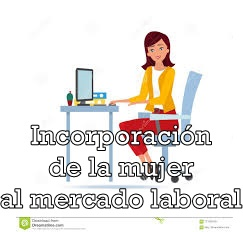 Incorporación
de la mujer
al mercado laboral